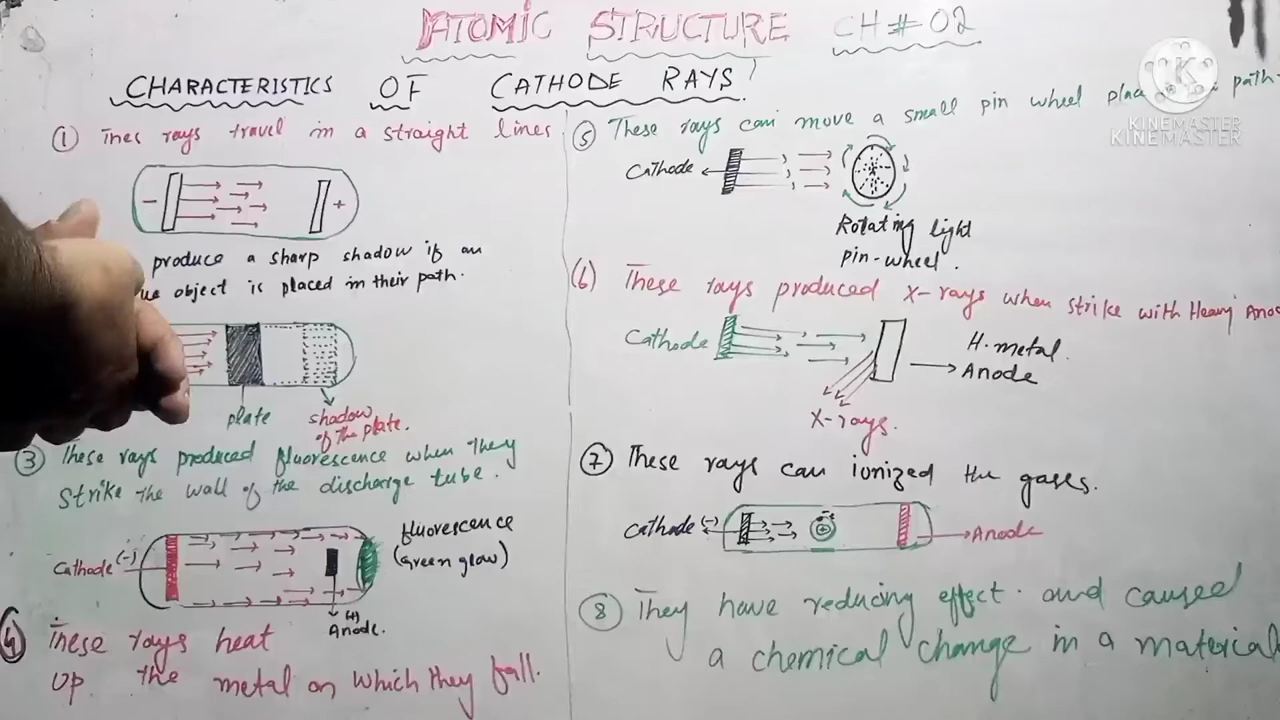 ATOMIC STRUCTURE CH # 02
CHARACTERISTICS OF CATHODE RAYS
① Thes rays travel in a straight lines
- +
produce a sharp shadow if an
object is placed in their path.
plate
shadow
of the plate.
③ These rays produced fluorescence when they
strike the wall of the discharge tube.
Cathode (-)
fluorescence
(Green glow)
(+)
Anode.
④ These rays heat
up the metal on which they fall.
⑤ These rays can move a small pin wheel path
Cathode
Rotating light
pin-wheel.
⑥ These rays produced X-rays when strike with Heavy
Cathode
H. metal.
Anode
X-rays.
⑦ These rays can ionized the gases.
Cathode (-)
Anode
⑧ They have reducing effect. and caused
a chemical change in a material
K
KINEMASTER
KINEMASTER